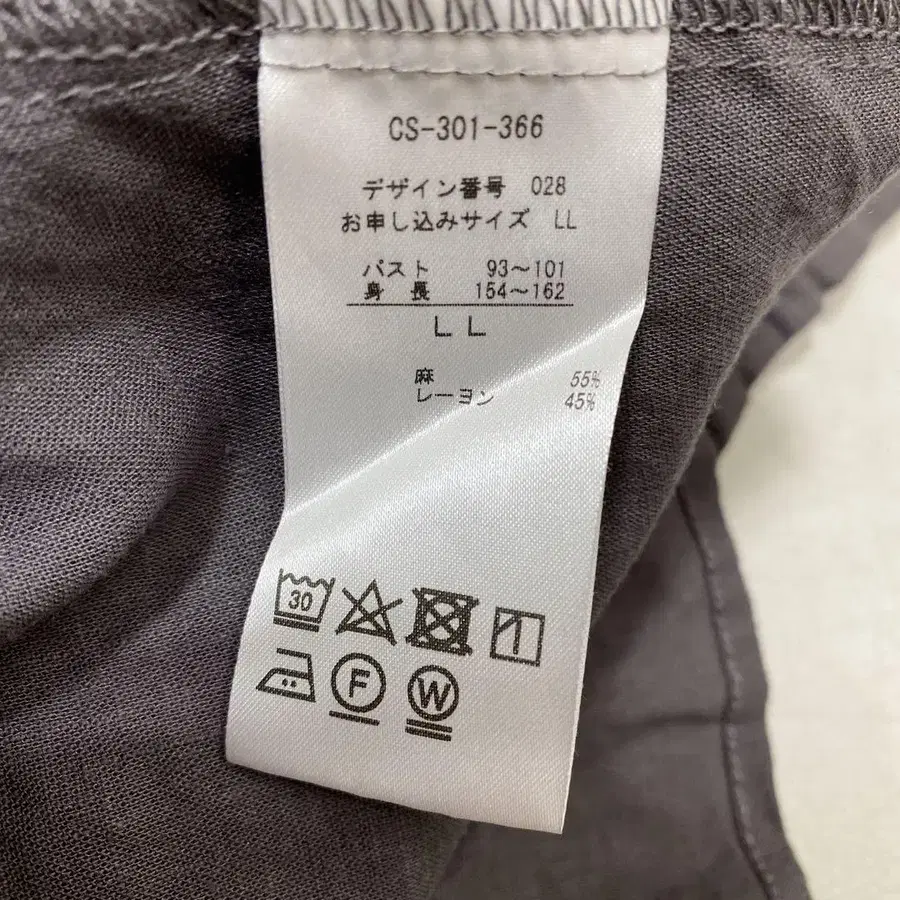 CS-301-366
デザイン番号 028
お申し込みサイズ LL
バスト 93〜101
身長 154〜162
LL
麻 55%
レーヨン 45%
30
F W